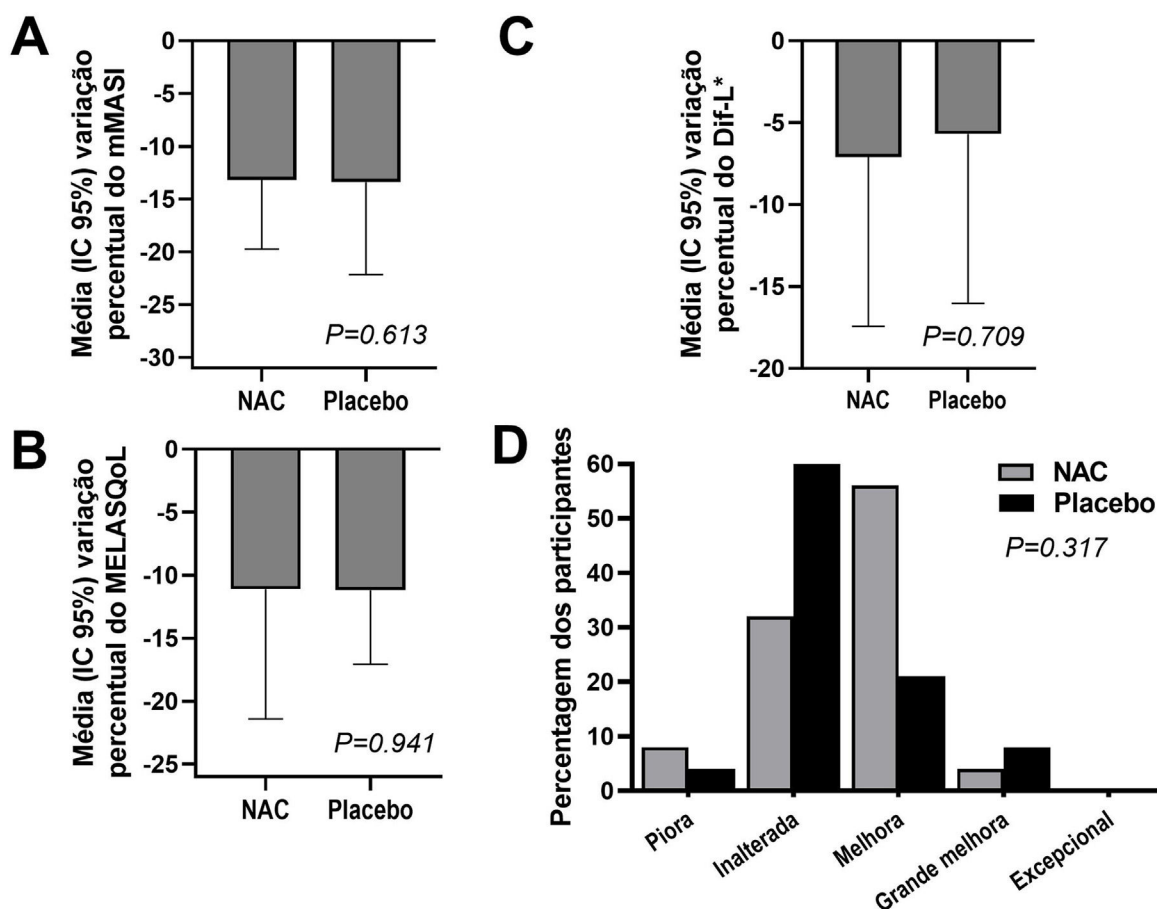 A
Média (IC 95%) variação
percentual do mMASI
0
-5
-10
-15
-20
-25
-30
P=0.613
NAC
Placebo
B
Média (IC 95%) variação
percentual do MELASQoL
0
-5
-10
-15
-20
-25
P=0.941
NAC
Placebo
C
Média (IC 95%) variação
percentual do Dif-L*
0
-5
-10
-15
-20
P=0.709
NAC
Placebo
D
Percentagem dos participantes
60
50
40
30
20
10
0
NAC
Placebo
P=0.317
Piora
Inalterada
Melhora
Grande melhora
Excepcional